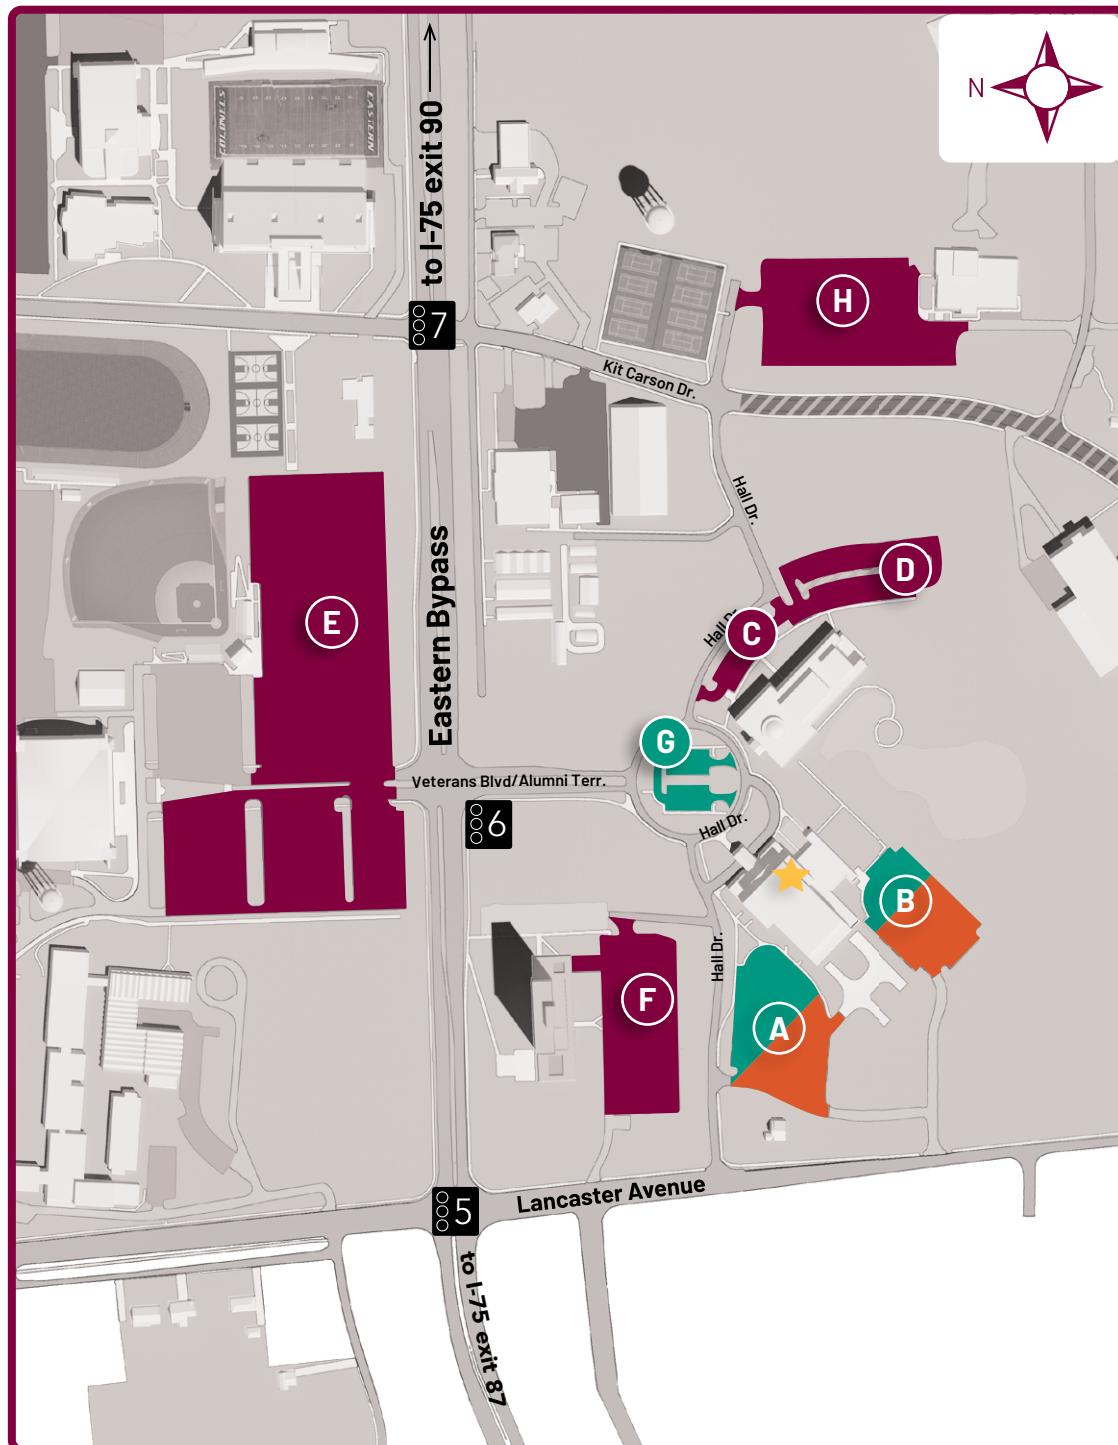 N
EASTERN
to I-75 exit 90
7
H
Kit Carson Dr.
Hall Dr.
D
Hall Dr.
C
E
Eastern Bypass
G
Veterans Blvd/Alumni Terr.
6
Hall Dr.
B
Hall Dr.
F
A
Lancaster Avenue
5
to I-75 exit 87